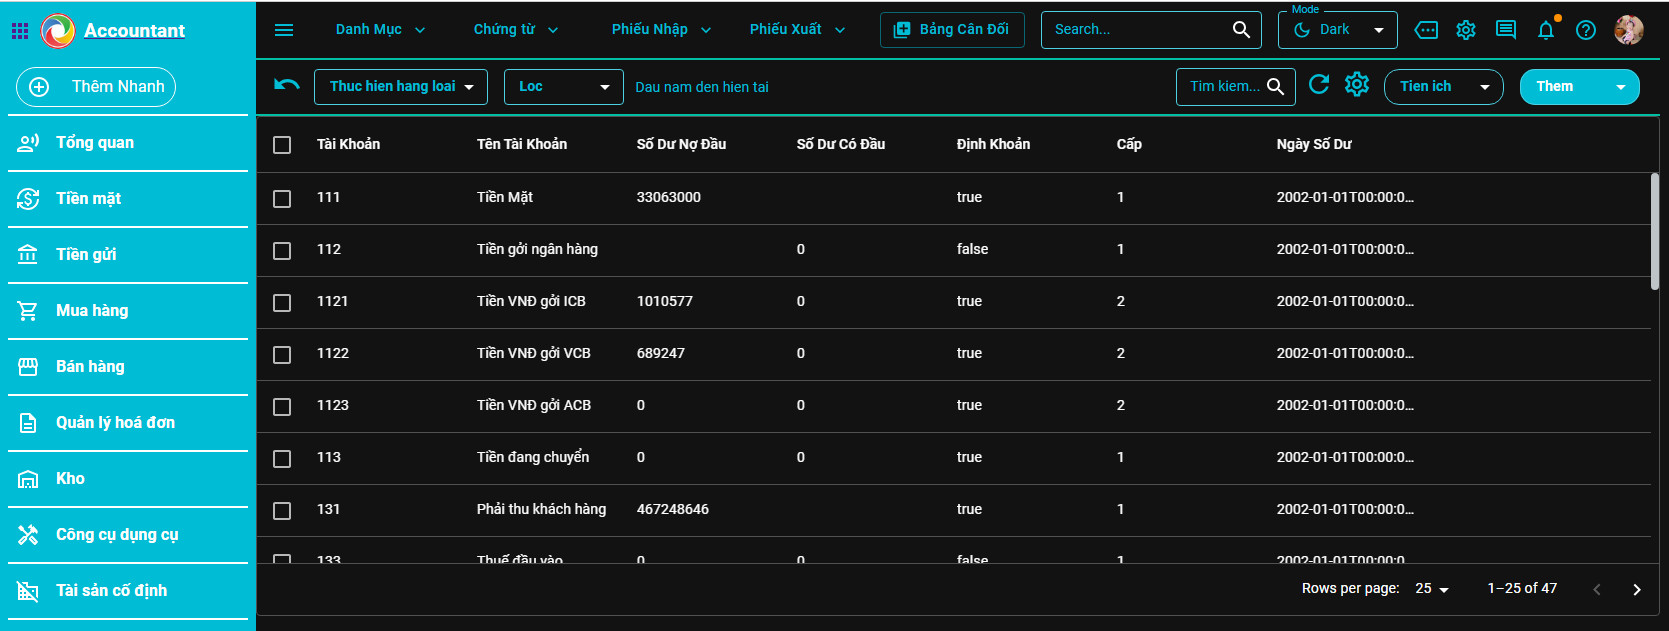 Accountant
Thêm Nhanh
Tổng quan
Tiền mặt
Tiền gửi
Mua hàng
Bán hàng
Quản lý hoá đơn
Kho
Công cụ dụng cụ
Tài sản cố định
Danh Mục Chứng từ Phiếu Nhập Phiếu Xuất Bảng Cân Đối Search... Mode Dark
Thuc hien hang loai Loc Dau nam den hien tai Tim kiem... Tien ich Them
Tài Khoản Tên Tài Khoản Số Dư Nợ Đầu Số Dư Có Đầu Định Khoản Cấp Ngày Số Dư
111 Tiền Mặt 33063000 true 1 2002-01-01T00:00:0...
112 Tiền gởi ngân hàng 0 false 1 2002-01-01T00:00:0...
1121 Tiền VNĐ gởi ICB 1010577 0 true 2 2002-01-01T00:00:0...
1122 Tiền VNĐ gởi VCB 689247 0 true 2 2002-01-01T00:00:0...
1123 Tiền VNĐ gởi ACB 0 0 true 2 2002-01-01T00:00:0...
113 Tiền đang chuyển 0 0 true 1 2002-01-01T00:00:0...
131 Phải thu khách hàng 467248646 true 1 2002-01-01T00:00:0...
133 Thuế đầu vào 0 0 false 1 2002-01-01T00:00:0...
Rows per page: 25 1–25 of 47